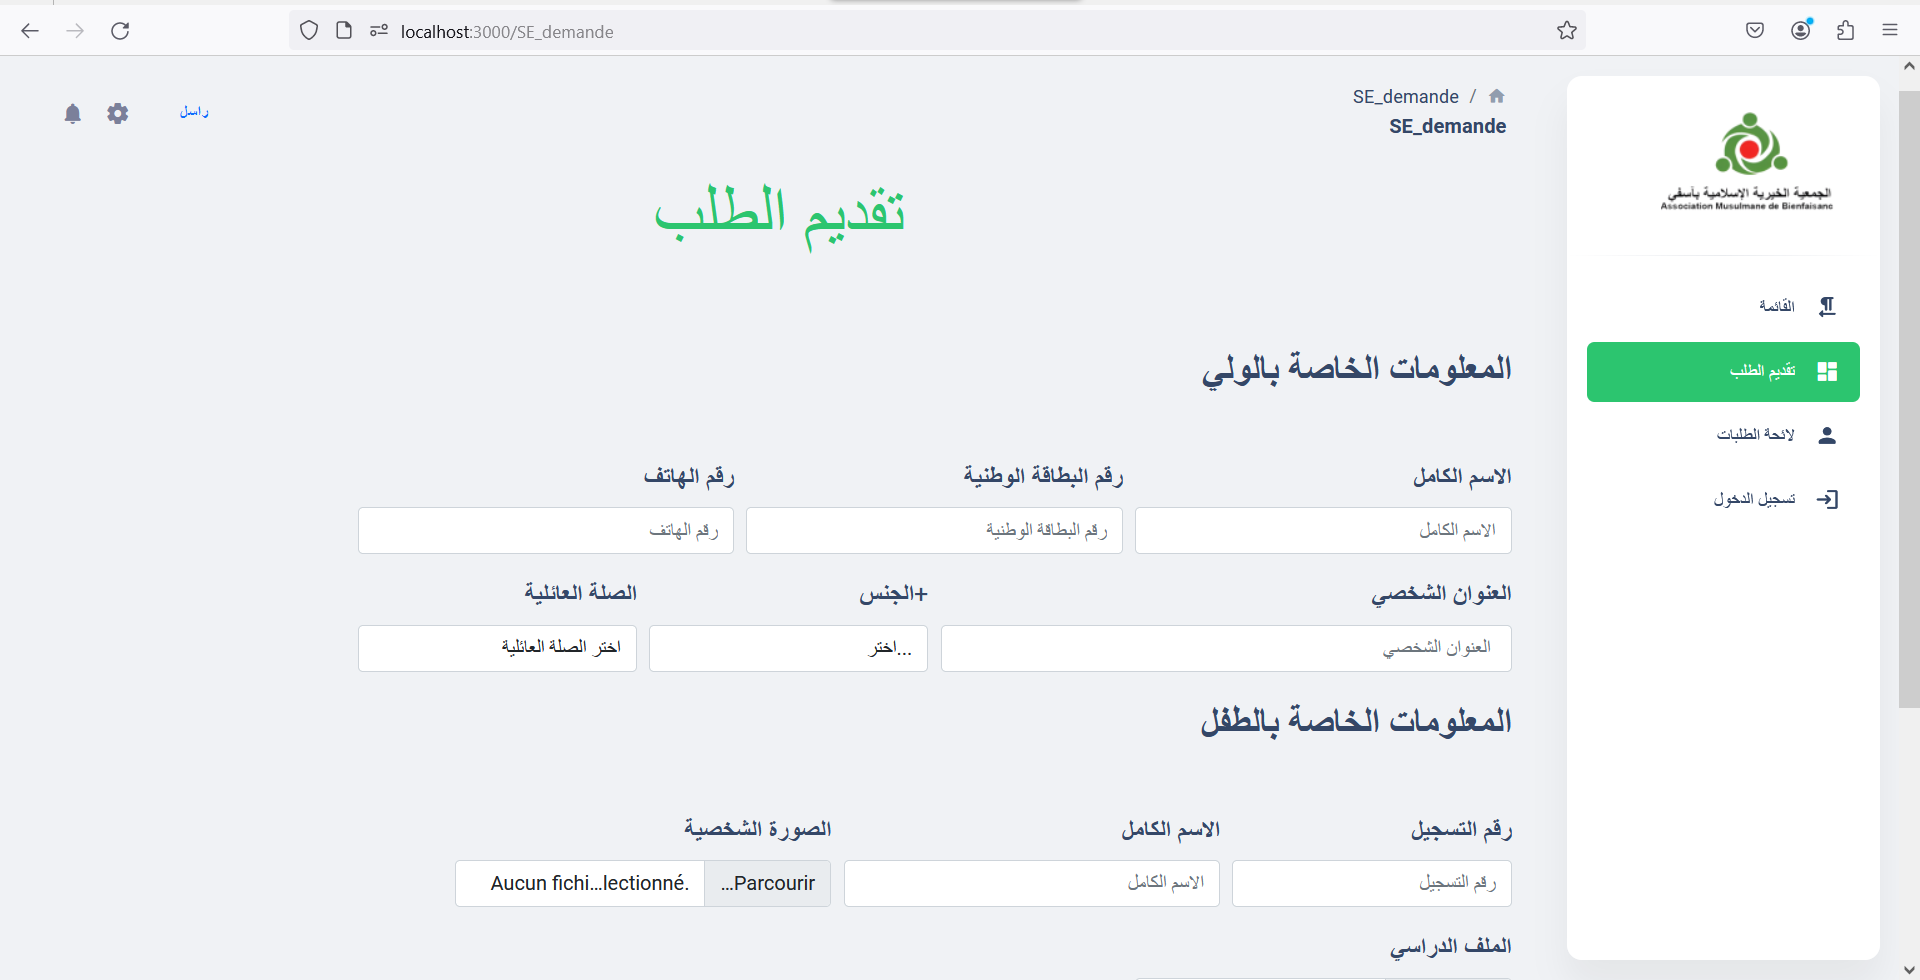 localhost:3000/SE_demande
SE_demande /
SE_demande
راسل
الجمعية الخيرية الإسلامية بآسفي
Association Musulmane de Bienfaisanc
القائمة
تقديم الطلب
لائحة الطلبات
تسجيل الدخول
تقديم الطلب
المعلومات الخاصة بالولي
الاسم الكامل
رقم البطاقة الوطنية
رقم الهاتف
الاسم الكامل
رقم البطاقة الوطنية
رقم الهاتف
العنوان الشخصي
+الجنس
الصلة العائلية
العنوان الشخصي
...اختر
اختر الصلة العائلية
المعلومات الخاصة بالطفل
رقم التسجيل
الاسم الكامل
الصورة الشخصية
رقم التسجيل
الاسم الكامل
...Parcourir
Aucun fichi...lectionné.
الملف الدراسي